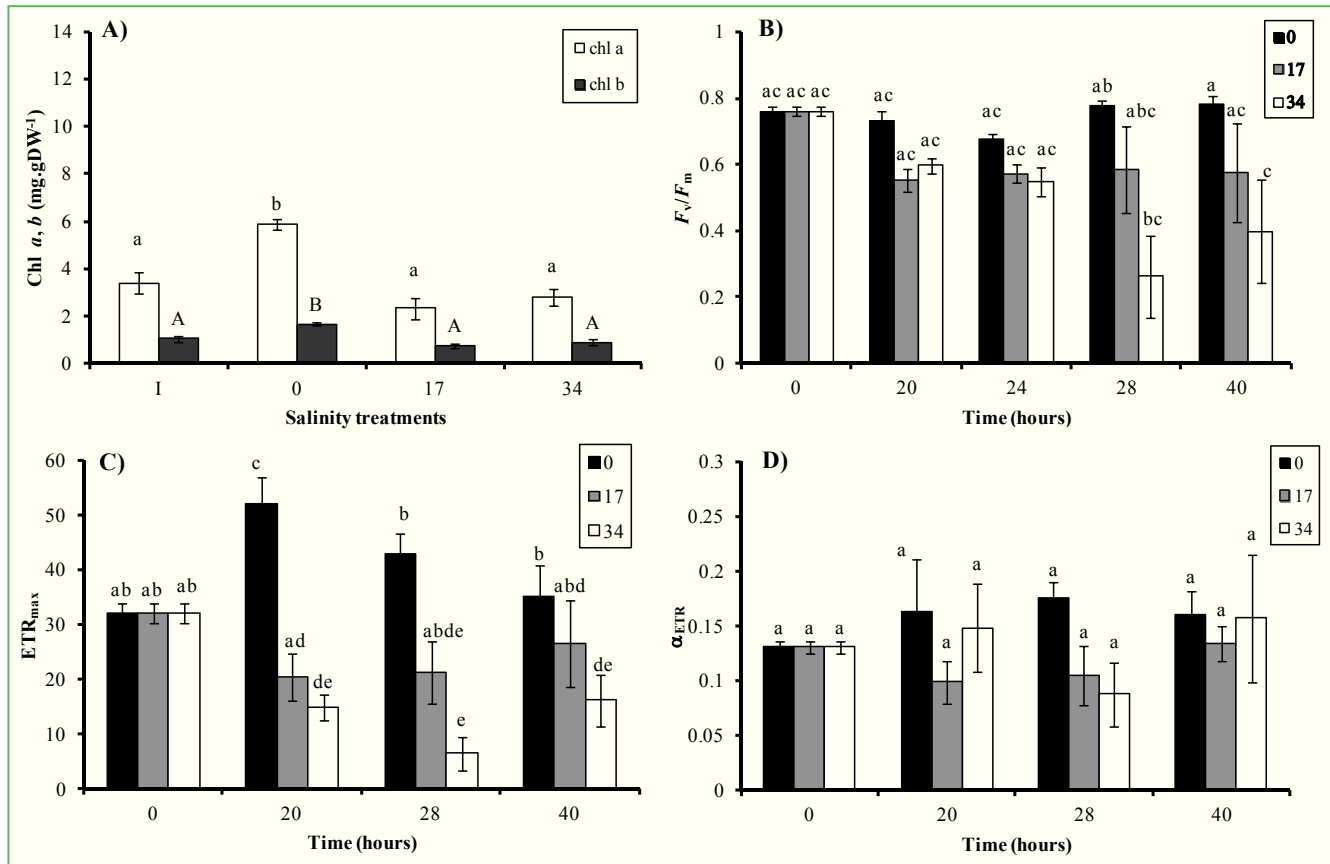 A)
chl a
chl b
Chl a, b (mg.gDW-1)
14
12
10
8
6
4
2
0
a
A
b
B
a
A
a
A
I
0
17
34
Salinity treatments
B)
0
17
34
Fv/Fm
1
0.8
0.6
0.4
0.2
0
ac ac ac
ac
ac
ac
ac
ac
ac
ab
abc
bc
a
ac
c
0
20
24
28
40
Time (hours)
C)
0
17
34
ETRmax
60
50
40
30
20
10
0
ab ab ab
c
ad
de
b
abde
e
b
abd
de
0
20
28
40
Time (hours)
D)
0
17
34
αETR
0.3
0.25
0.2
0.15
0.1
0.05
0
a a a
a
a
a
a
a
a
a
a
a
0
20
28
40
Time (hours)